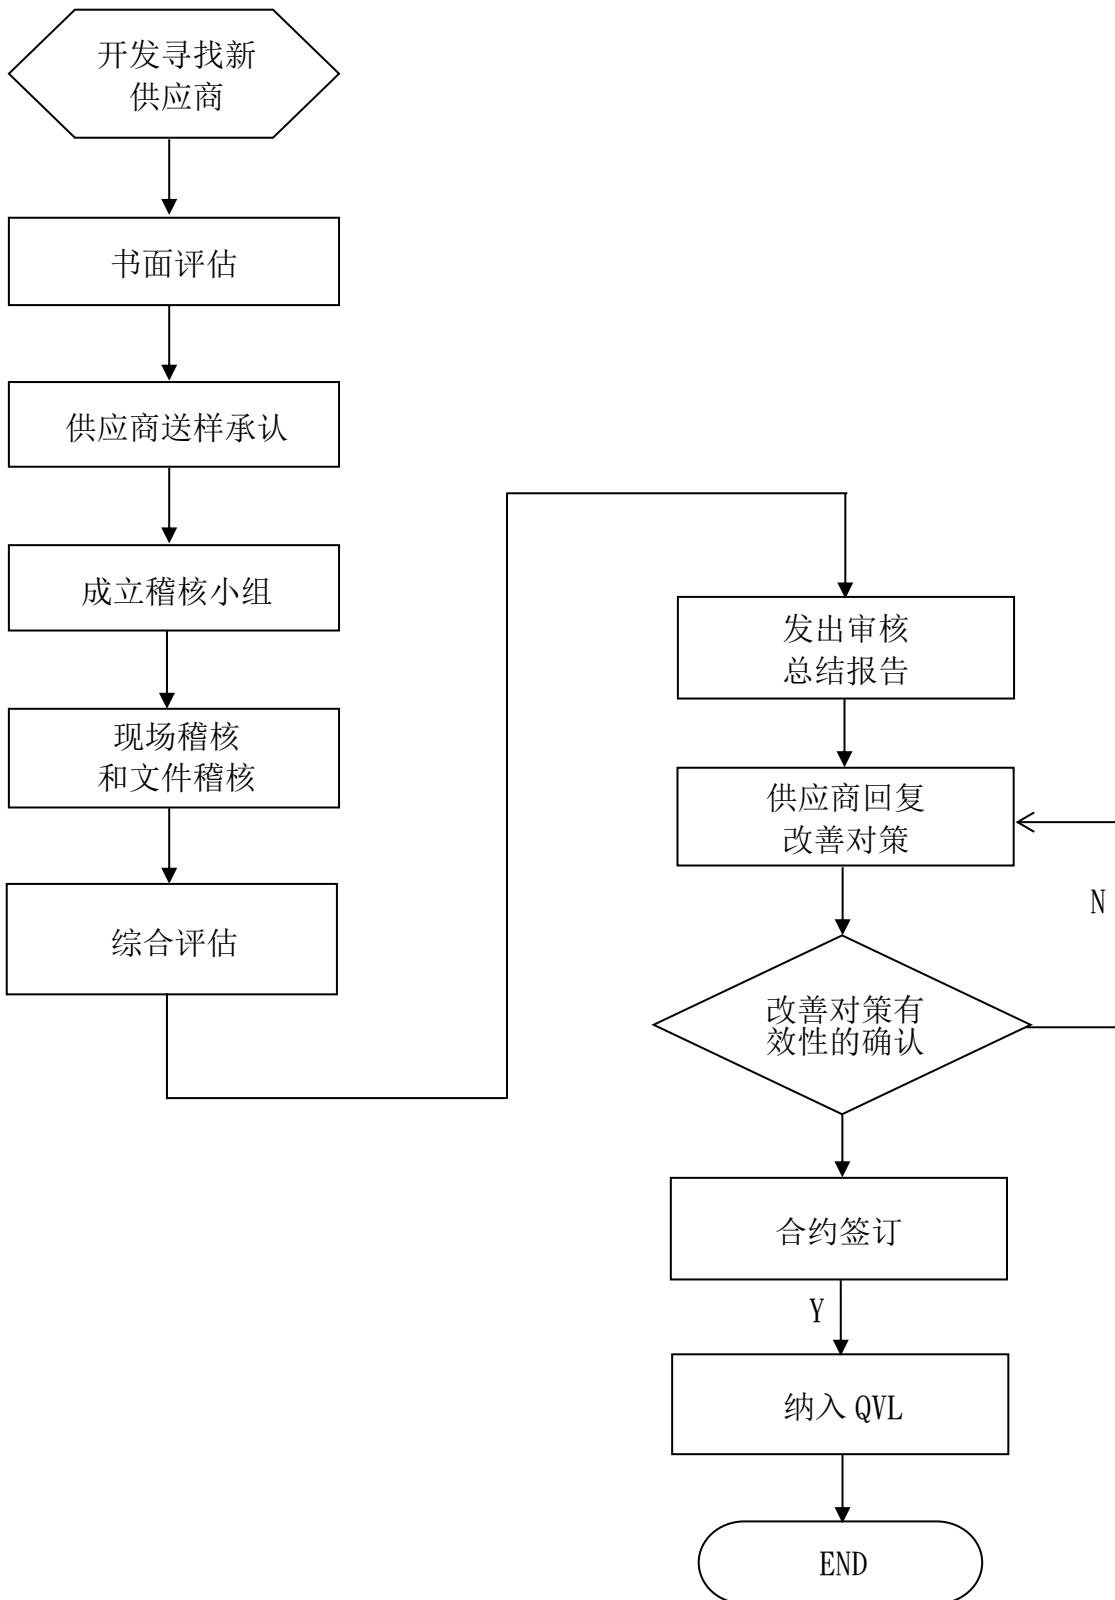 开发寻找新
供应商
书面评估
供应商送样承认
成立稽核小组
现场稽核
和文件稽核
综合评估
发出审核
总结报告
供应商回复
改善对策
N
改善对策有
效性的确认
合约签订
Y
纳入 QVL
END